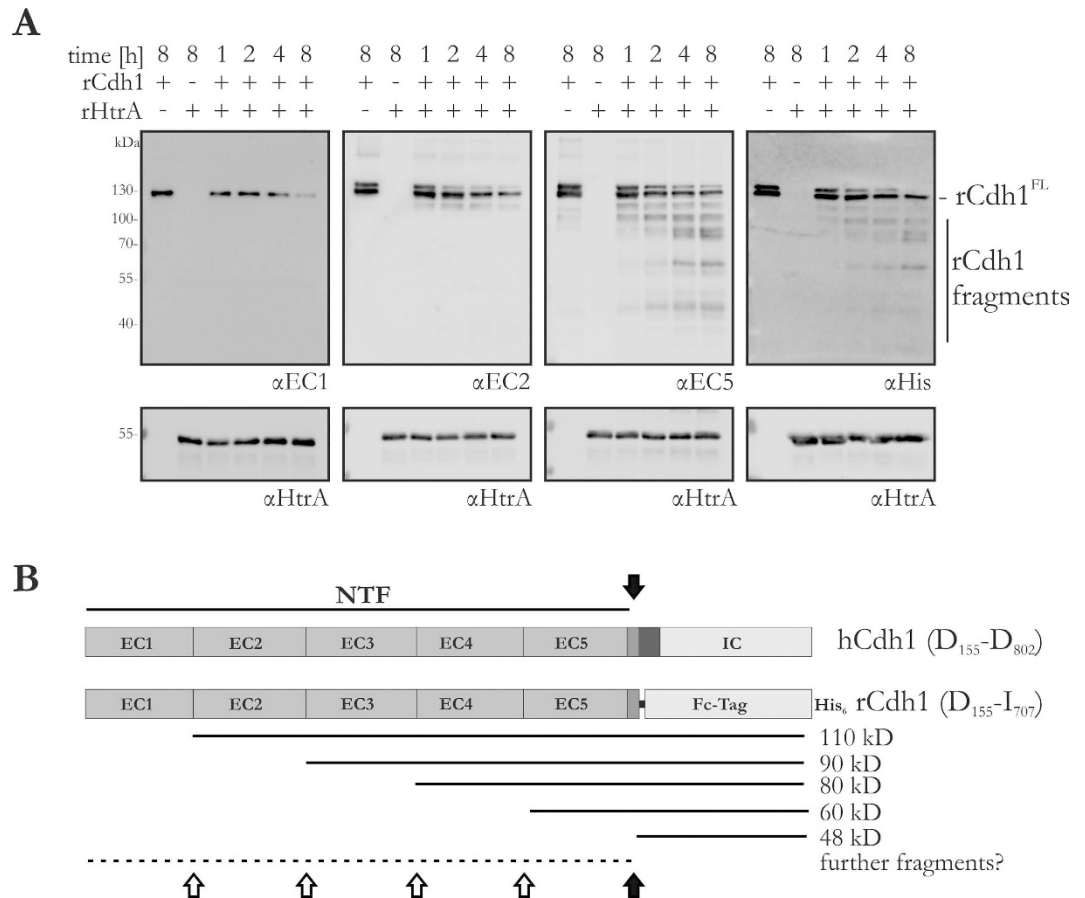 A
time [h] 8 8 1 2 4 8 8 8 1 2 4 8 8 8 1 2 4 8 8 8 1 2 4 8
rCdh1 + - + + + + + - + + + + + - + + + + + - + + + +
rHtrA - + + + + + - + + + + + - + + + + + - + + + + +
kDa
130-
100-
70-
55-
40-
- rCdh1FL
rCdh1
fragments
αEC1 αEC2 αEC5 αHis
55-
αHtrA αHtrA αHtrA αHtrA
B
NTF
EC1 EC2 EC3 EC4 EC5 IC hCdh1 (D155-D802)
EC1 EC2 EC3 EC4 EC5 Fc-Tag His6 rCdh1 (D155-I707)
110 kD
90 kD
80 kD
60 kD
48 kD
further fragments?